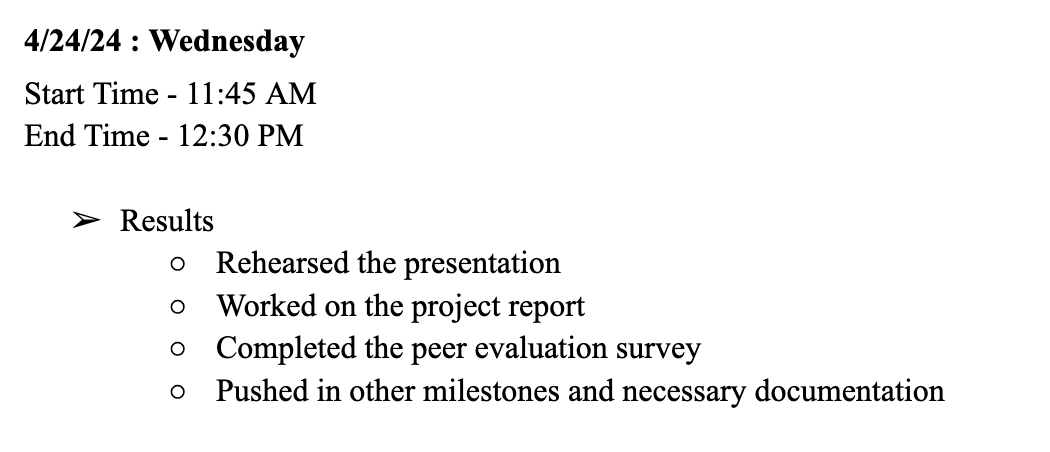 4/24/24 : Wednesday
Start Time - 11:45 AM
End Time - 12:30 PM
➢ Results
○ Rehearsed the presentation
○ Worked on the project report
○ Completed the peer evaluation survey
○ Pushed in other milestones and necessary documentation